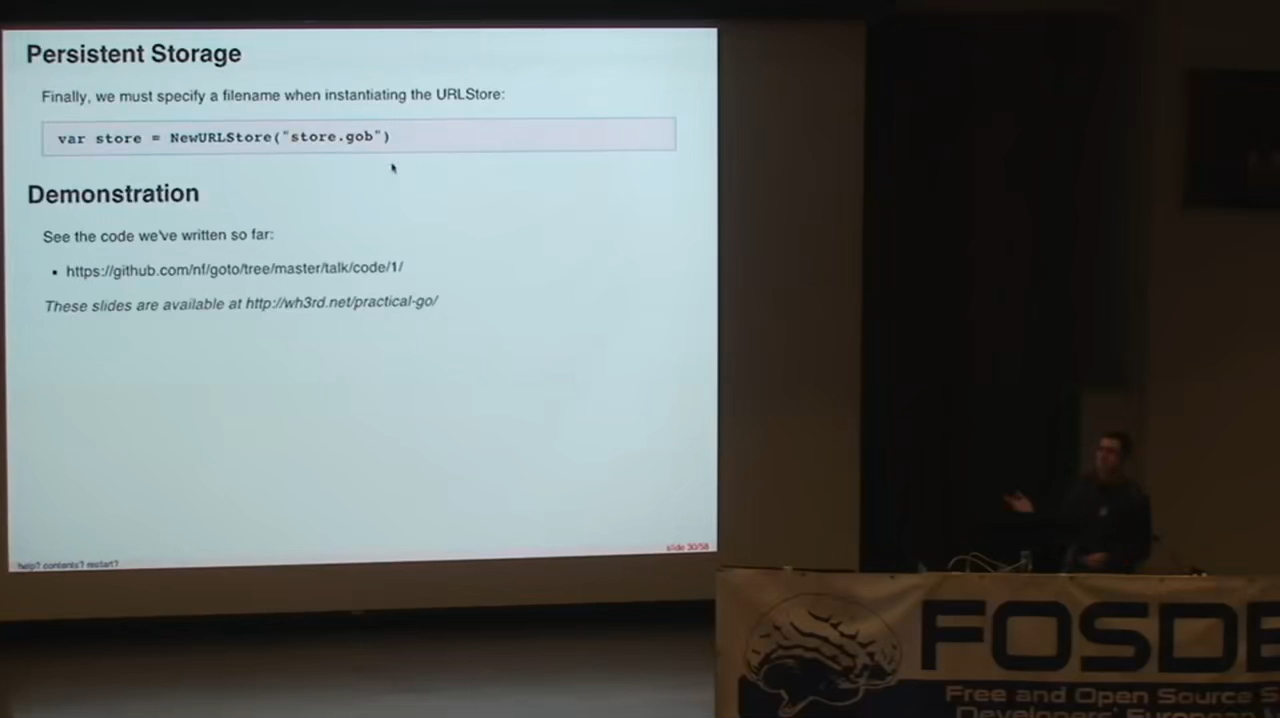 Persistent Storage
Finally, we must specify a filename when instantiating the URLStore:
var store = NewURLStore("store.gob")
Demonstration
See the code we've written so far:
• https://github.com/nf/goto/tree/master/talk/code/1/
These slides are available at http://wh3rd.net/practical-go/
help? contents? restart?
slide 30/58
FOSDE
Free and Open Source S
Developers' European